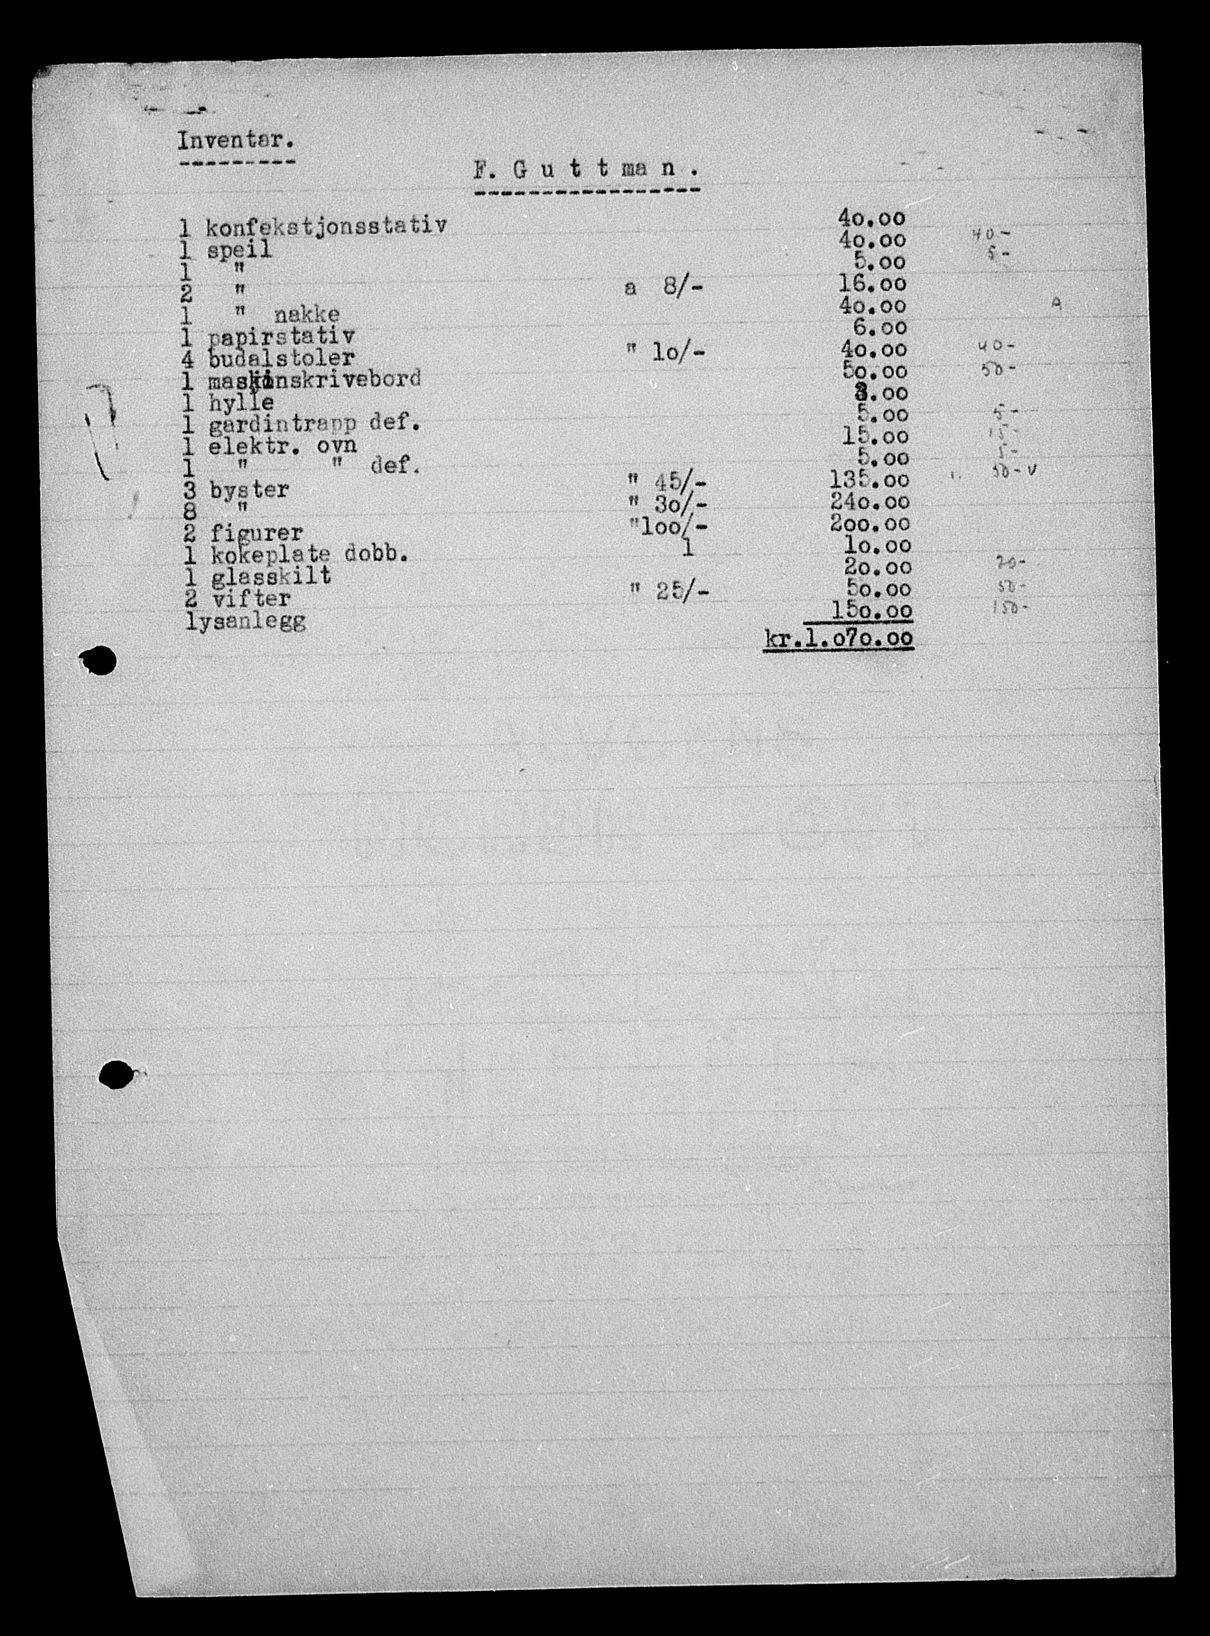 Inventar.
F. G u t t ma n .
1 konfekstjonsstativ 40.00
1 speil 40.00 40-
1 " 5.00 5-
2 " a 8/- 16.00
1 " nakke 40.00 A
1 papirstativ 6.00
4 budalstoler " 10/- 40.00 40-
1 maskinskrivebord 50.00 50-
1 hylle 3.00
1 gardintrapp def. 5.00 5-
1 elektr. ovn 15.00 15-
1 " " def. 5.00 5-
3 byster " 45/- 135.00 50- v
8 " " 30/- 240.00
2 figurer "100/- 200.00
1 kokeplate dobb. 1 10.00
1 glasskilt 20.00 20-
2 vifter " 25/- 50.00 50-
lysanlegg 150.00 150-
kr.1.070.00